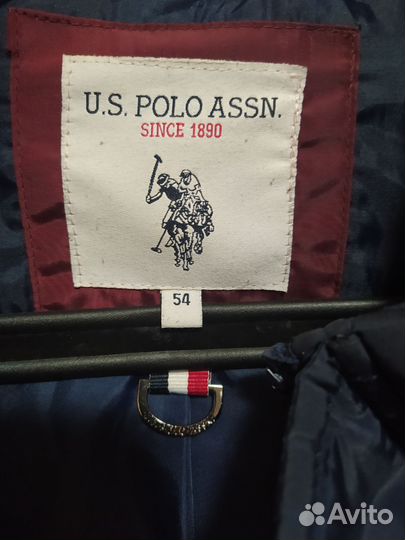 U.S. POLO ASSN.
SINCE 1890
54
Avito